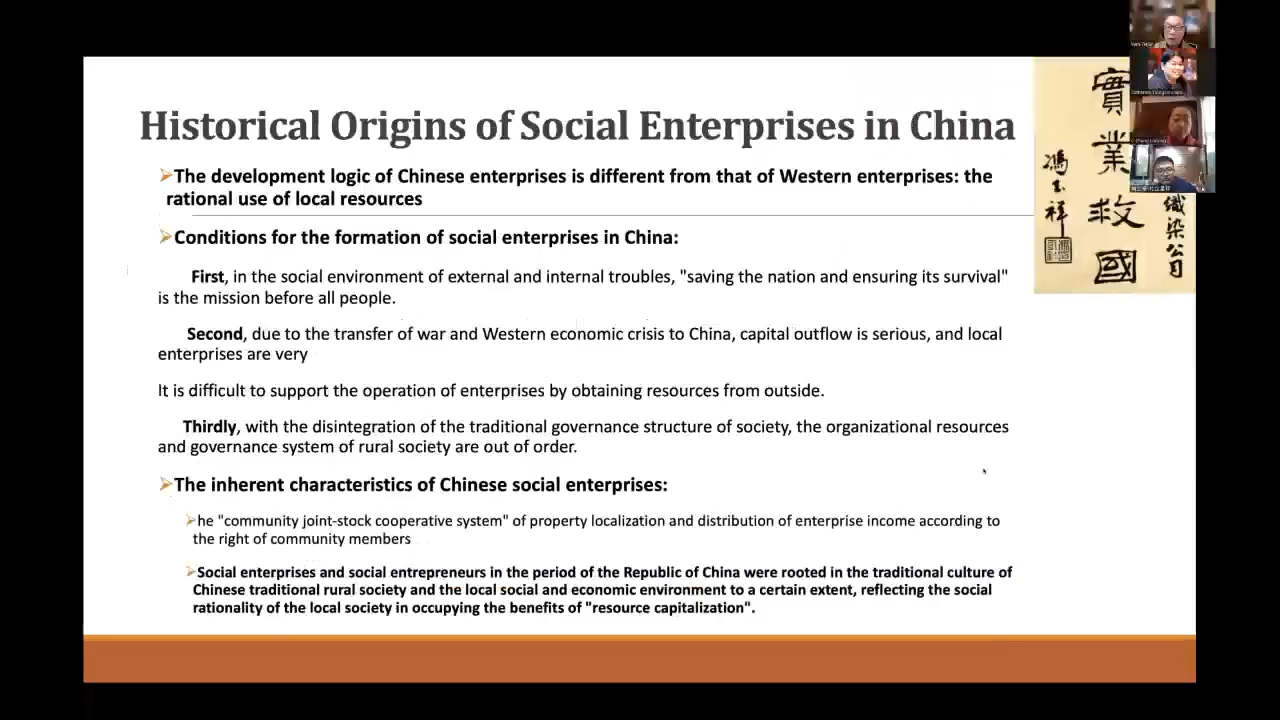 Historical Origins of Social Enterprises in China
➢The development logic of Chinese enterprises is different from that of Western enterprises: the
rational use of local resources
➢Conditions for the formation of social enterprises in China:
First, in the social environment of external and internal troubles, "saving the nation and ensuring its survival"
is the mission before all people.
Second, due to the transfer of war and Western economic crisis to China, capital outflow is serious, and local
enterprises are very
It is difficult to support the operation of enterprises by obtaining resources from outside.
Thirdly, with the disintegration of the traditional governance structure of society, the organizational resources
and governance system of rural society are out of order.
➢The inherent characteristics of Chinese social enterprises:
➢he "community joint-stock cooperative system" of property localization and distribution of enterprise income according to
the right of community members
➢Social enterprises and social entrepreneurs in the period of the Republic of China were rooted in the traditional culture of
Chinese traditional rural society and the local social and economic environment to a certain extent, reflecting the social
rationality of the local society in occupying the benefits of "resource capitalization".
織染公司
實業救國
馮玉祥